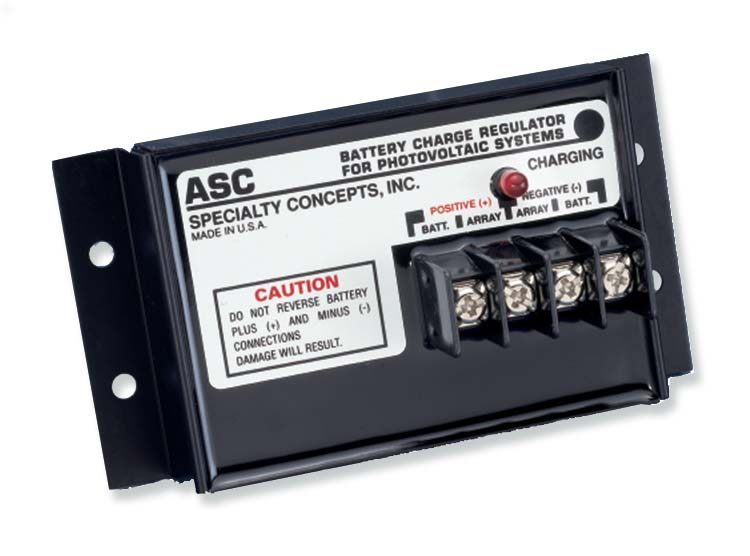 ASC
BATTERY CHARGE REGULATOR
FOR PHOTOVOLTAIC SYSTEMS
SPECIALTY CONCEPTS, INC.
MADE IN U.S.A.
CHARGING
POSITIVE (+) NEGATIVE (-)
BATT. ARRAY ARRAY BATT.
CAUTION
DO NOT REVERSE BATTERY
PLUS (+) AND MINUS (-)
CONNECTIONS
DAMAGE WILL RESULT.